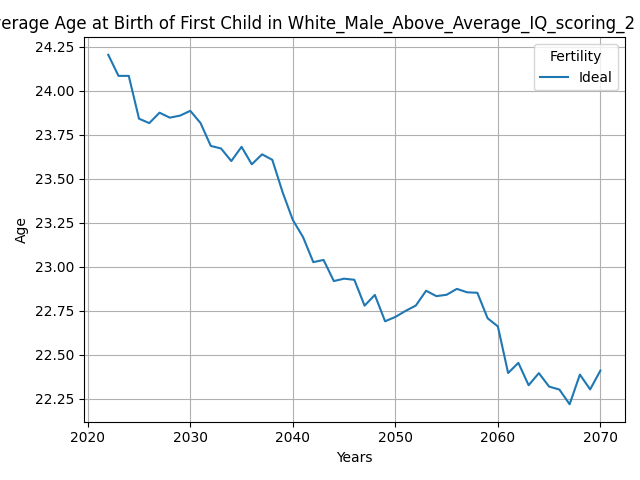 verage Age at Birth of First Child in White_Male_Above_Average_IQ_scoring_2
24.25
24.00
23.75
23.50
23.25
23.00
22.75
22.50
22.25
Age
Fertility
Ideal
2020 2030 2040 2050 2060 2070
Years